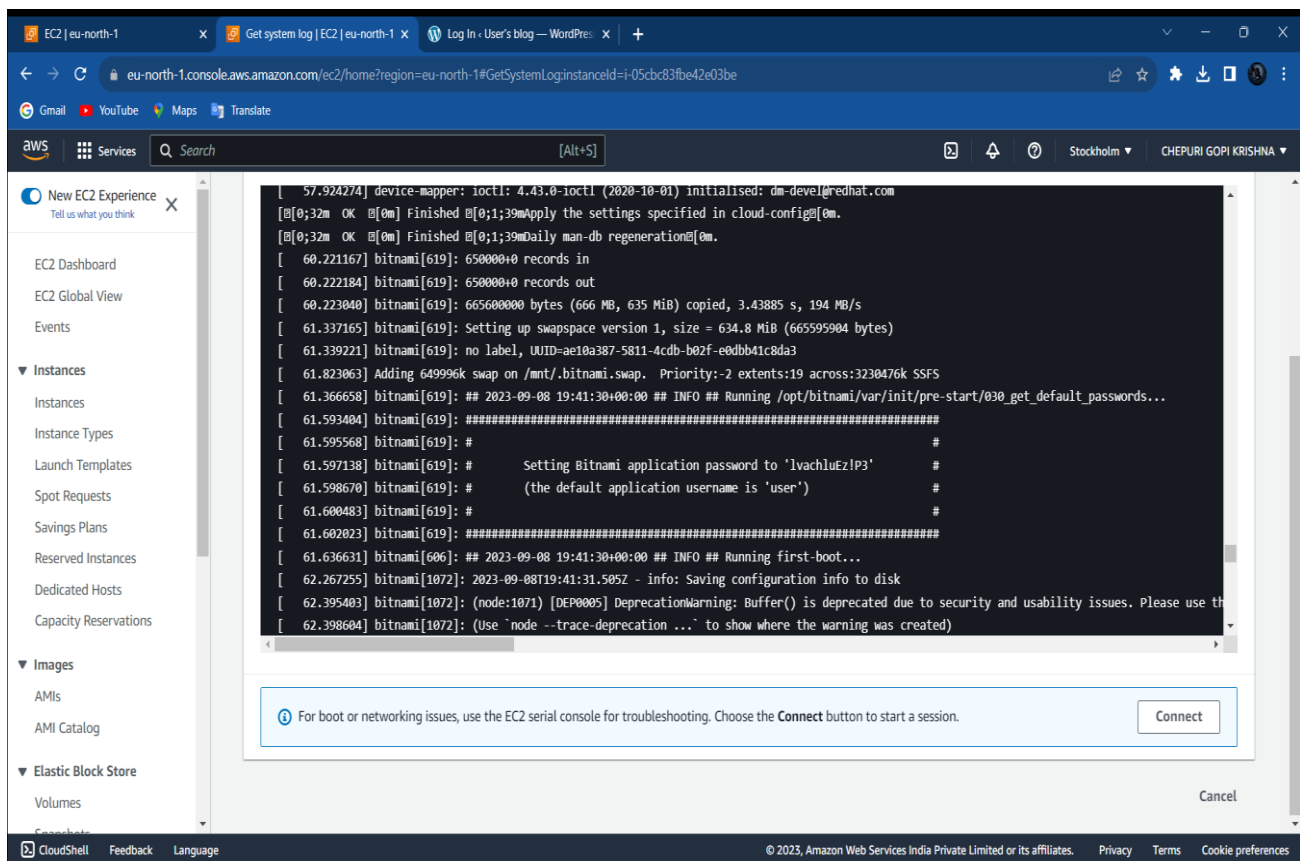 EC2 | eu-north-1
Get system log | EC2 | eu-north-1
Log In ‹ User's blog — WordPres
eu-north-1.console.aws.amazon.com/ec2/home?region=eu-north-1#GetSystemLog:instanceId=i-05cbc83fbe42e03be
Gmail YouTube Maps Translate
aws Services Search [Alt+S] Stockholm ▼ CHEPURI GOPI KRISHNA ▼
New EC2 Experience
Tell us what you think
EC2 Dashboard
EC2 Global View
Events
▼ Instances
Instances
Instance Types
Launch Templates
Spot Requests
Savings Plans
Reserved Instances
Dedicated Hosts
Capacity Reservations
▼ Images
AMIs
AMI Catalog
▼ Elastic Block Store
Volumes
Snapshots
[   57.924274] device-mapper: ioctl: 4.43.0-ioctl (2020-10-01) initialised: dm-devel@redhat.com
[[0;32m  OK  [0m] Finished [0;1;39mApply the settings specified in cloud-config[0m.
[[0;32m  OK  [0m] Finished [0;1;39mDaily man-db regeneration[0m.
[   60.221167] bitnami[619]: 650000+0 records in
[   60.222184] bitnami[619]: 650000+0 records out
[   60.223040] bitnami[619]: 665600000 bytes (666 MB, 635 MiB) copied, 3.43885 s, 194 MB/s
[   61.337165] bitnami[619]: Setting up swapspace version 1, size = 634.8 MiB (665595904 bytes)
[   61.339221] bitnami[619]: no label, UUID=ae10a387-5811-4cdb-b02f-e0dbb41c8da3
[   61.823063] Adding 649996k swap on /mnt/.bitnami.swap.  Priority:-2 extents:19 across:3230476k SSFS
[   61.366658] bitnami[619]: ## 2023-09-08 19:41:30+00:00 ## INFO ## Running /opt/bitnami/var/init/pre-start/030_get_default_passwords...
[   61.593404] bitnami[619]: #########################################################################
[   61.595568] bitnami[619]: #                                                                       #
[   61.597138] bitnami[619]: #        Setting Bitnami application password to 'lvachluEz!P3'         #
[   61.598670] bitnami[619]: #        (the default application username is 'user')                   #
[   61.600483] bitnami[619]: #                                                                       #
[   61.602023] bitnami[619]: #########################################################################
[   61.636631] bitnami[606]: ## 2023-09-08 19:41:30+00:00 ## INFO ## Running first-boot...
[   62.267255] bitnami[1072]: 2023-09-08T19:41:31.505Z - info: Saving configuration info to disk
[   62.395403] bitnami[1072]: (node:1071) [DEP0005] DeprecationWarning: Buffer() is deprecated due to security and usability issues. Please use th
[   62.398604] bitnami[1072]: (Use `node --trace-deprecation ...` to show where the warning was created)
For boot or networking issues, use the EC2 serial console for troubleshooting. Choose the Connect button to start a session.
Connect
Cancel
CloudShell Feedback Language © 2023, Amazon Web Services India Private Limited or its affiliates. Privacy Terms Cookie preferences